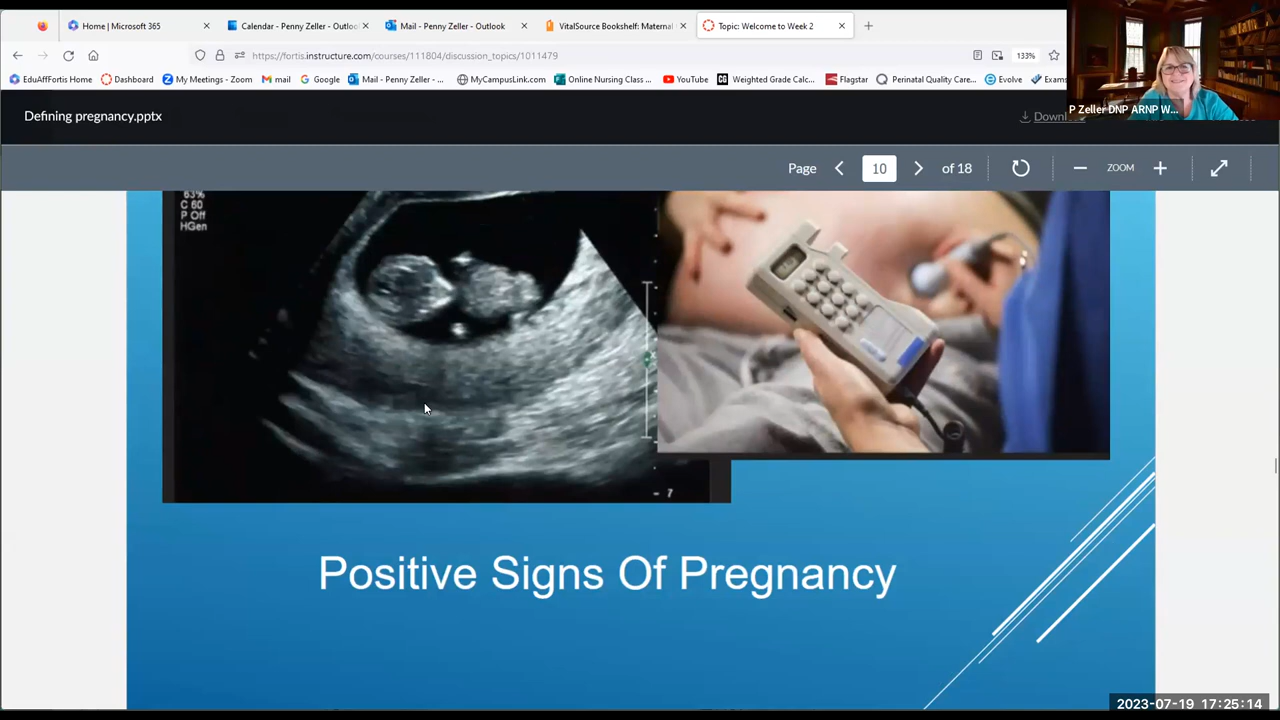 Home | Microsoft 365
Calendar - Penny Zeller - Outloo
Mail - Penny Zeller - Outlook
VitalSource Bookshelf: Maternal
Topic: Welcome to Week 2
https://fortis.instructure.com/courses/111804/discussion_topics/1011479
133%
EduAffFortis Home
Dashboard
My Meetings - Zoom
mail
Google
Mail - Penny Zeller - ...
MyCampusLink.com
Online Nursing Class ...
YouTube
Weighted Grade Calc...
Flagstar
Perinatal Quality Care...
Evolve
Exams
P Zeller DNP ARNP W...
Defining pregnancy.pptx
Page 10 of 18
ZOOM
63%
C 60
P Off
HGen
7
Positive Signs Of Pregnancy
2023-07-19 17:25:14